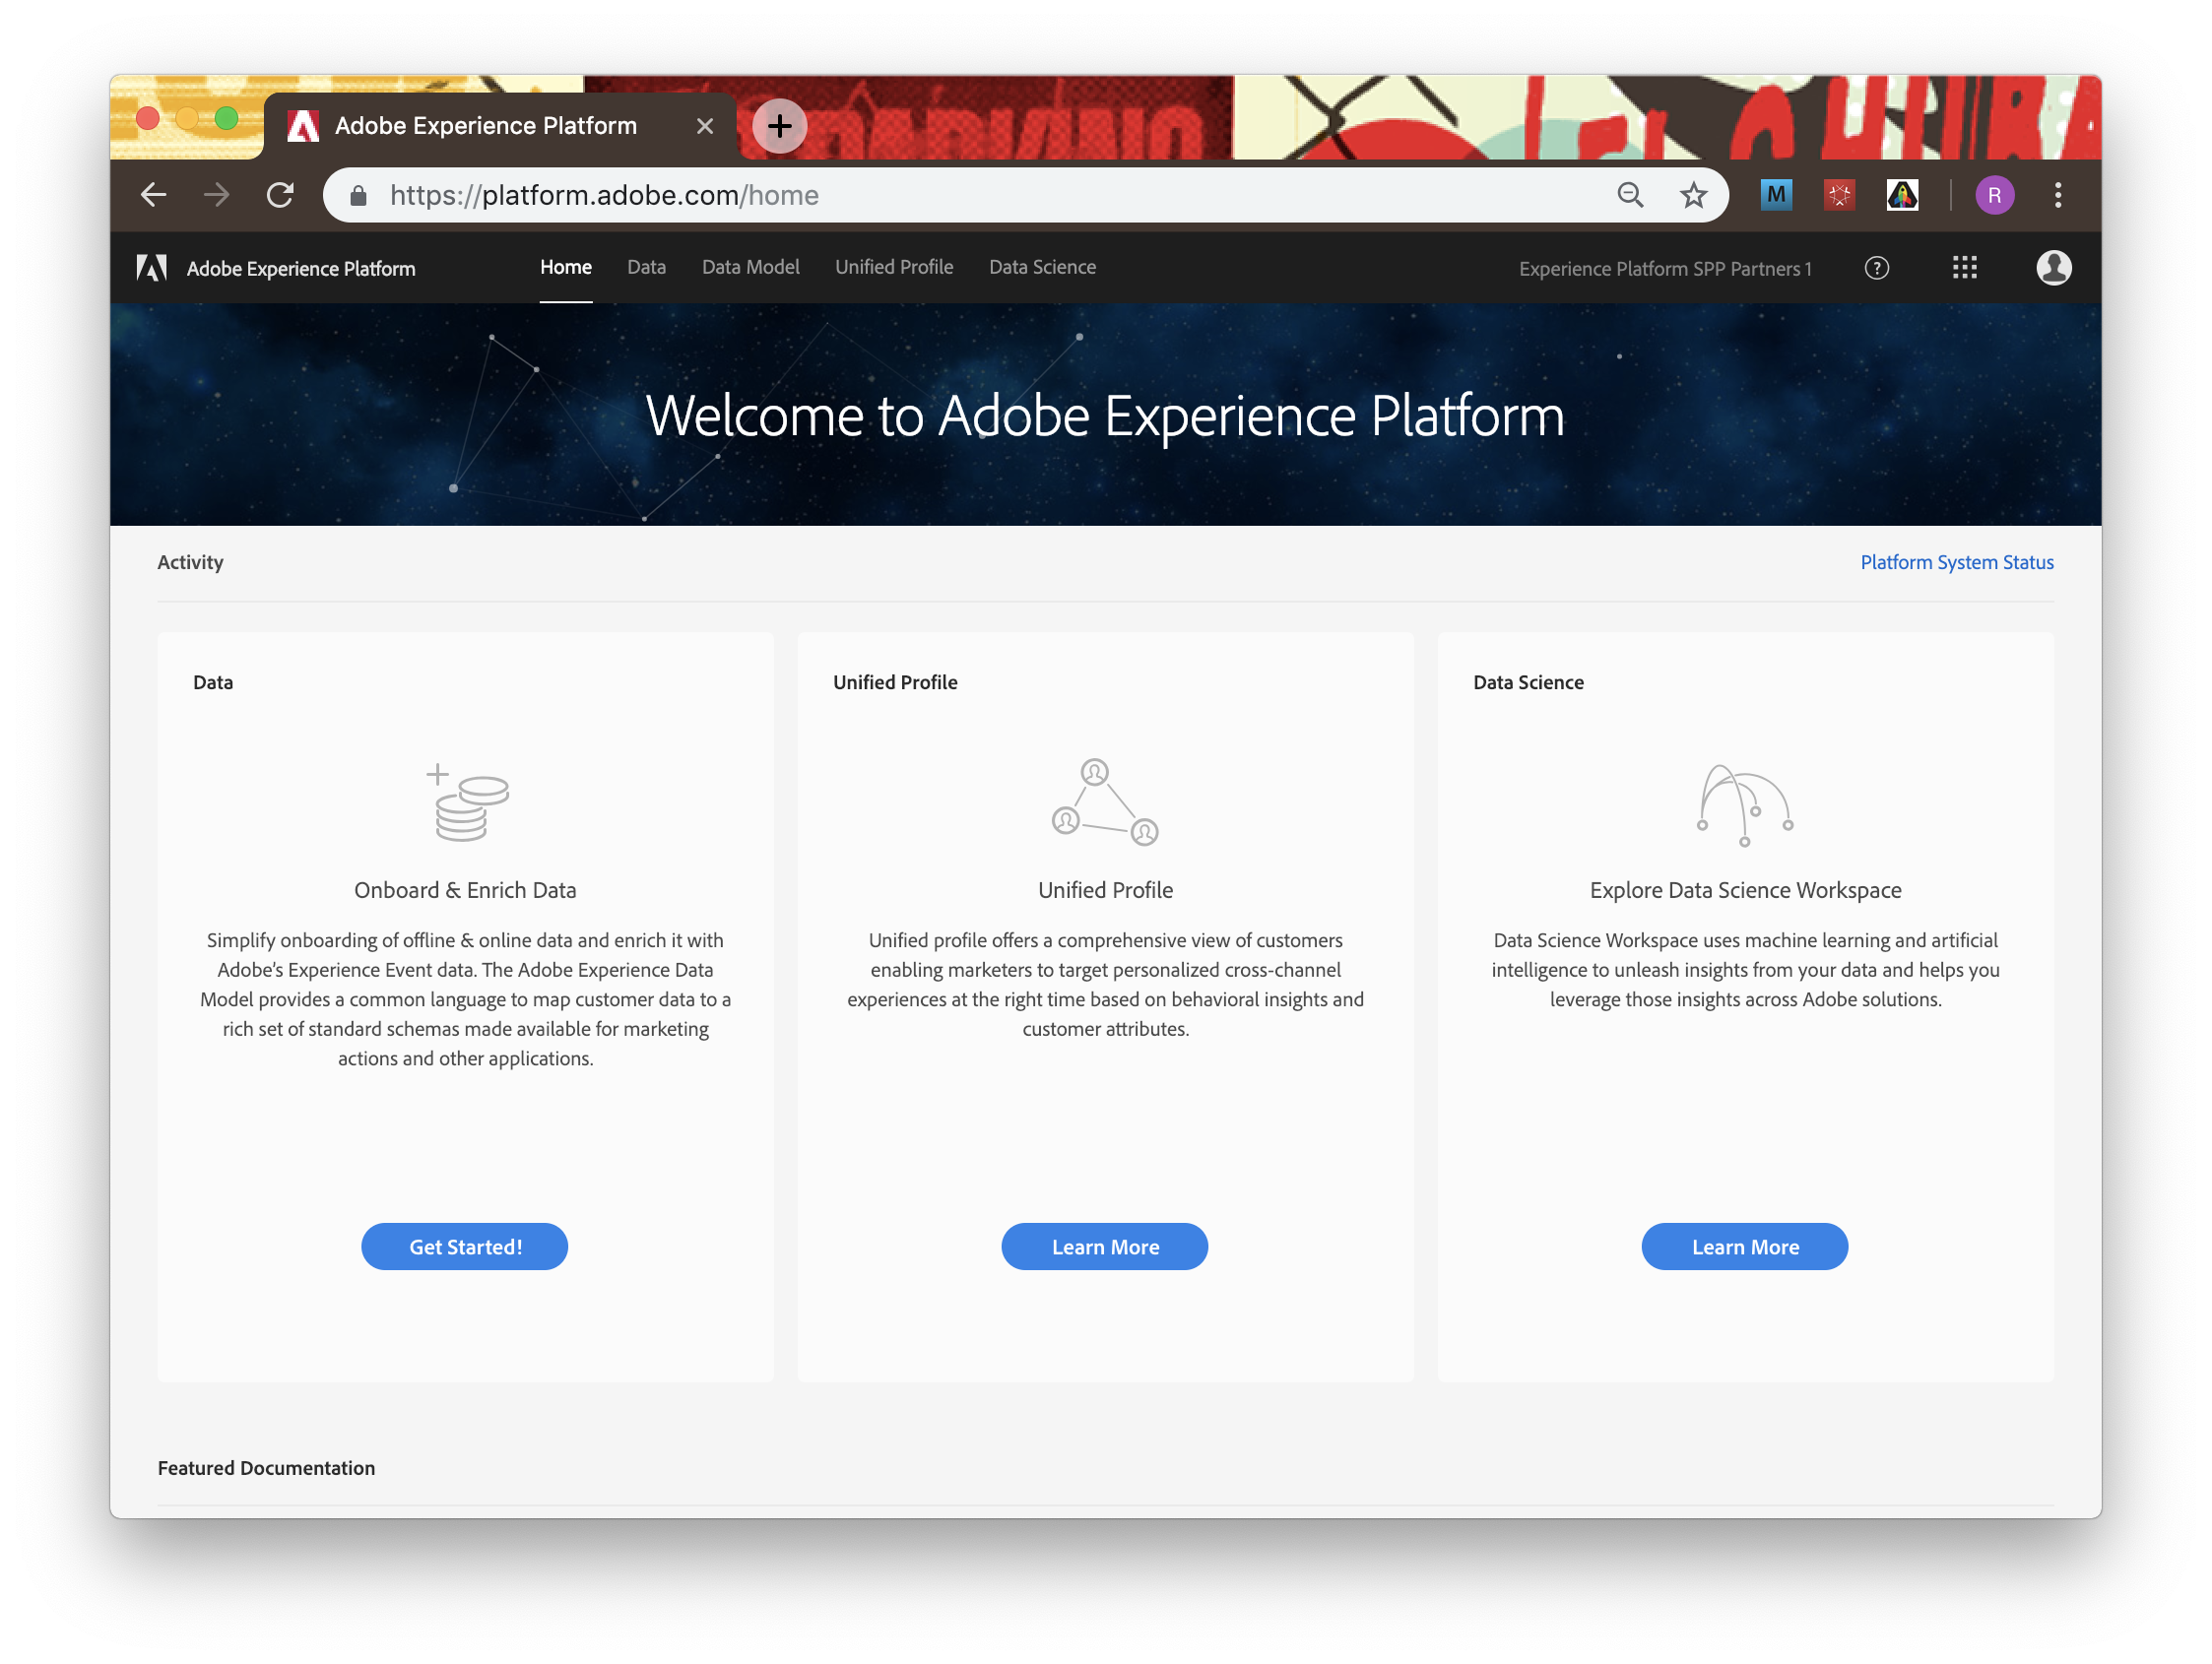 Adobe Experience Platform
https://platform.adobe.com/home
M
R
Adobe Experience Platform
Home
Data
Data Model
Unified Profile
Data Science
Experience Platform SPP Partners 1
?
Welcome to Adobe Experience Platform
Activity
Platform System Status
Data
Onboard & Enrich Data
Simplify onboarding of offline & online data and enrich it with
Adobe’s Experience Event data. The Adobe Experience Data
Model provides a common language to map customer data to a
rich set of standard schemas made available for marketing
actions and other applications.
Get Started!
Unified Profile
Unified Profile
Unified profile offers a comprehensive view of customers
enabling marketers to target personalized cross-channel
experiences at the right time based on behavioral insights and
customer attributes.
Learn More
Data Science
Explore Data Science Workspace
Data Science Workspace uses machine learning and artificial
intelligence to unleash insights from your data and helps you
leverage those insights across Adobe solutions.
Learn More
Featured Documentation